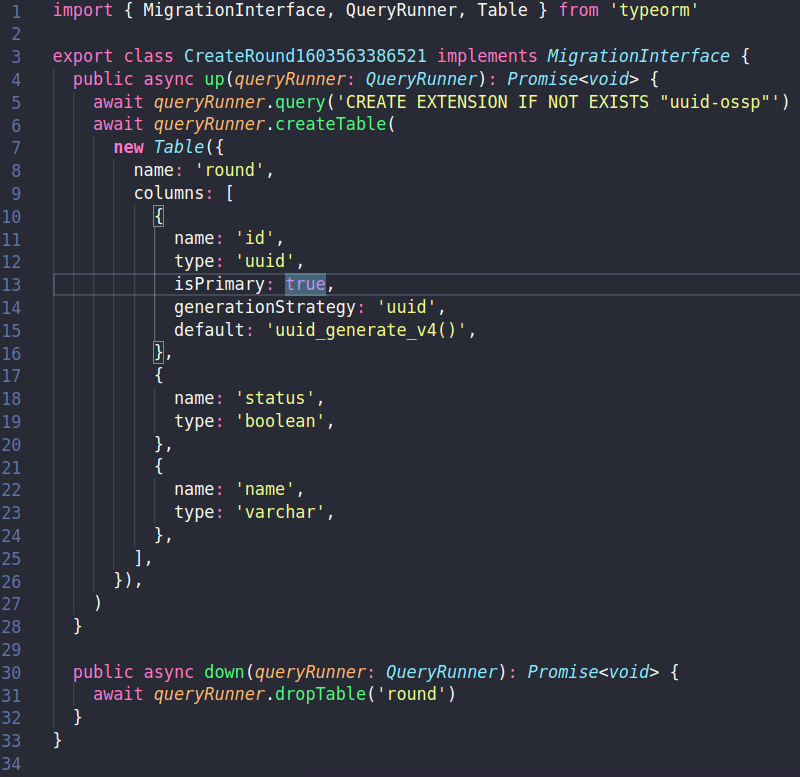 1 import { MigrationInterface, QueryRunner, Table } from 'typeorm'
2
3 export class CreateRound1603563386521 implements MigrationInterface {
4   public async up(queryRunner: QueryRunner): Promise<void> {
5     await queryRunner.query('CREATE EXTENSION IF NOT EXISTS "uuid-ossp"')
6     await queryRunner.createTable(
7       new Table({
8         name: 'round',
9         columns: [
10           {
11             name: 'id',
12             type: 'uuid',
13             isPrimary: true,
14             generationStrategy: 'uuid',
15             default: 'uuid_generate_v4()',
16           },
17           {
18             name: 'status',
19             type: 'boolean',
20           },
21           {
22             name: 'name',
23             type: 'varchar',
24           },
25         ],
26       }),
27     )
28   }
29
30   public async down(queryRunner: QueryRunner): Promise<void> {
31     await queryRunner.dropTable('round')
32   }
33 }
34